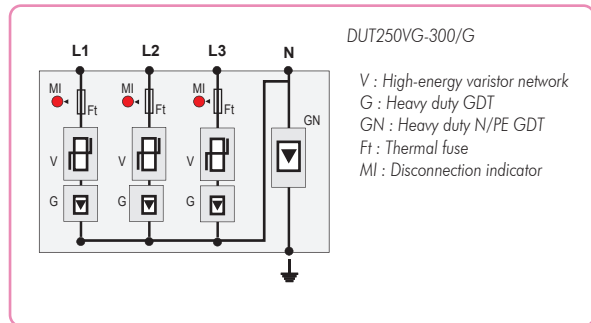 DUT250VG-300/G
L1 L2 L3 N
V : High-energy varistor network
G : Heavy duty GDT
GN : Heavy duty N/PE GDT
Ft : Thermal fuse
MI : Disconnection indicator
MI MI MI
Ft Ft Ft
GN
V V V
G G G